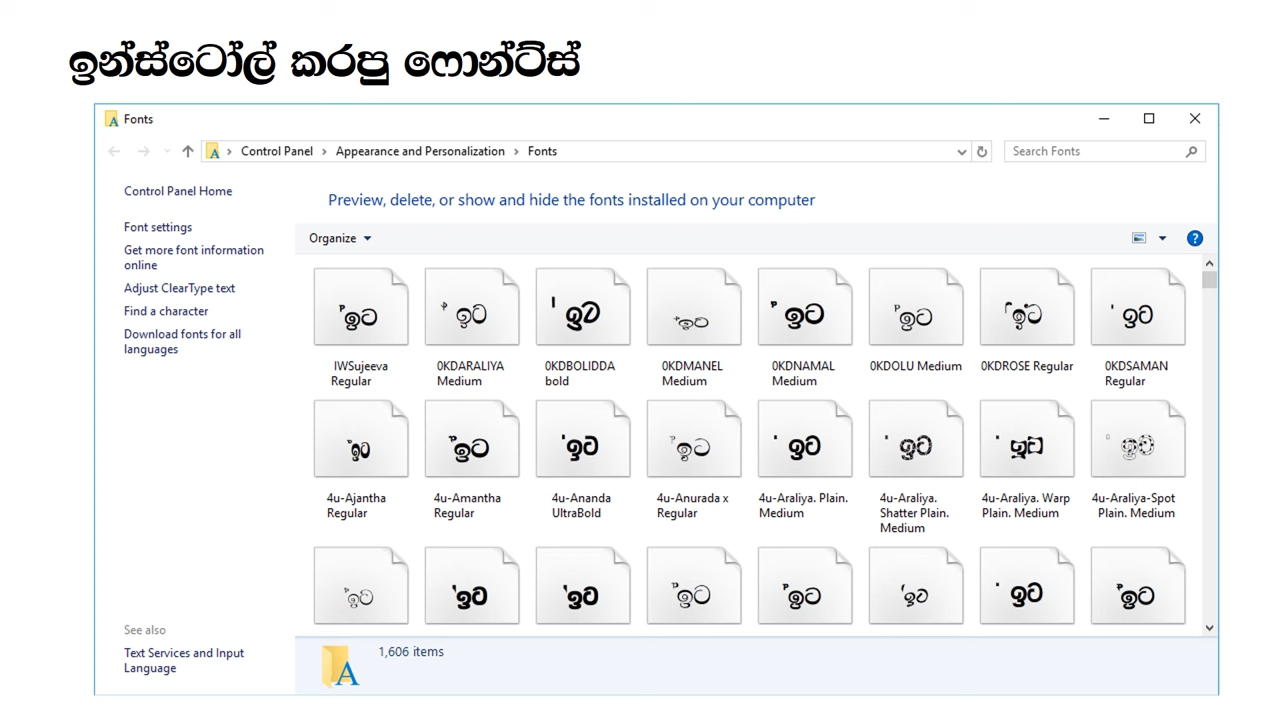 ඉන්ස්ටෝල් කරපු ෆොන්ට්ස්
Fonts
Control Panel > Appearance and Personalization > Fonts
Search Fonts
Control Panel Home
Font settings
Get more font information
online
Adjust ClearType text
Find a character
Download fonts for all
languages
See also
Text Services and Input
Language
Preview, delete, or show and hide the fonts installed on your computer
Organize
IWSujeeva
Regular
0KDARALIYA
Medium
0KDBOLIDDA
bold
0KDMANEL
Medium
0KDNAMAL
Medium
0KDOLU Medium
0KDROSE Regular
0KDSAMAN
Regular
4u-Ajantha
Regular
4u-Amantha
Regular
4u-Ananda
UltraBold
4u-Anurada x
Regular
4u-Araliya. Plain.
Medium
4u-Araliya.
Shatter Plain.
Medium
4u-Araliya. Warp
Plain. Medium
4u-Araliya-Spot
Plain. Medium
1,606 items